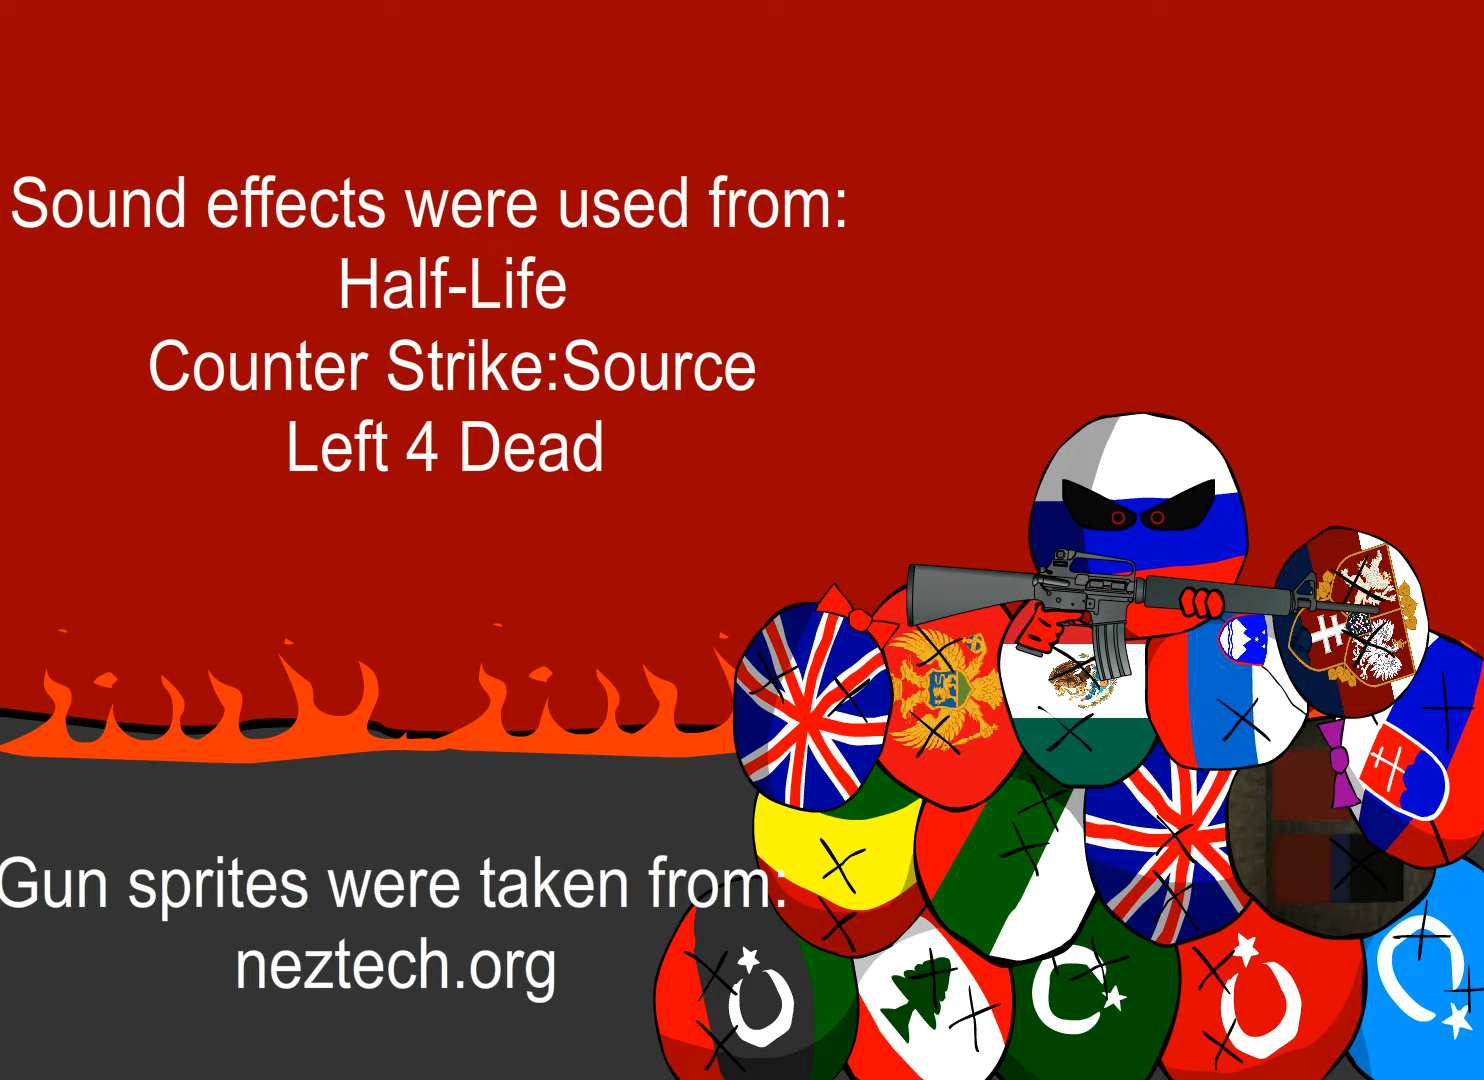 Sound effects were used from:
Half-Life
Counter Strike:Source
Left 4 Dead
Gun sprites were taken from:
neztech.org